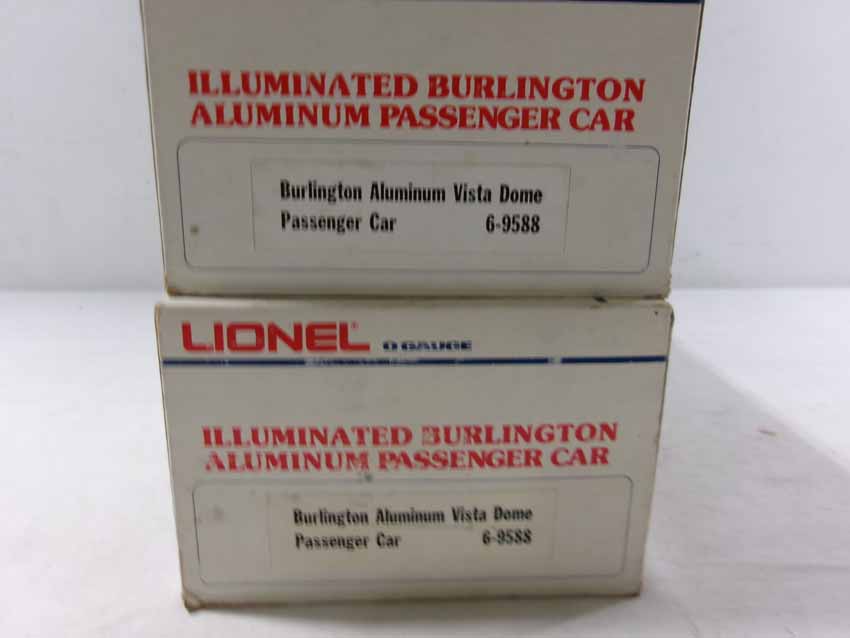 ILLUMINATED BURLINGTON
ALUMINUM PASSENGER CAR
Burlington Aluminum Vista Dome
Passenger Car 6-9588
LIONEL O GAUGE
ILLUMINATED BURLINGTON
ALUMINUM PASSENGER CAR
Burlington Aluminum Vista Dome
Passenger Car 6-9588